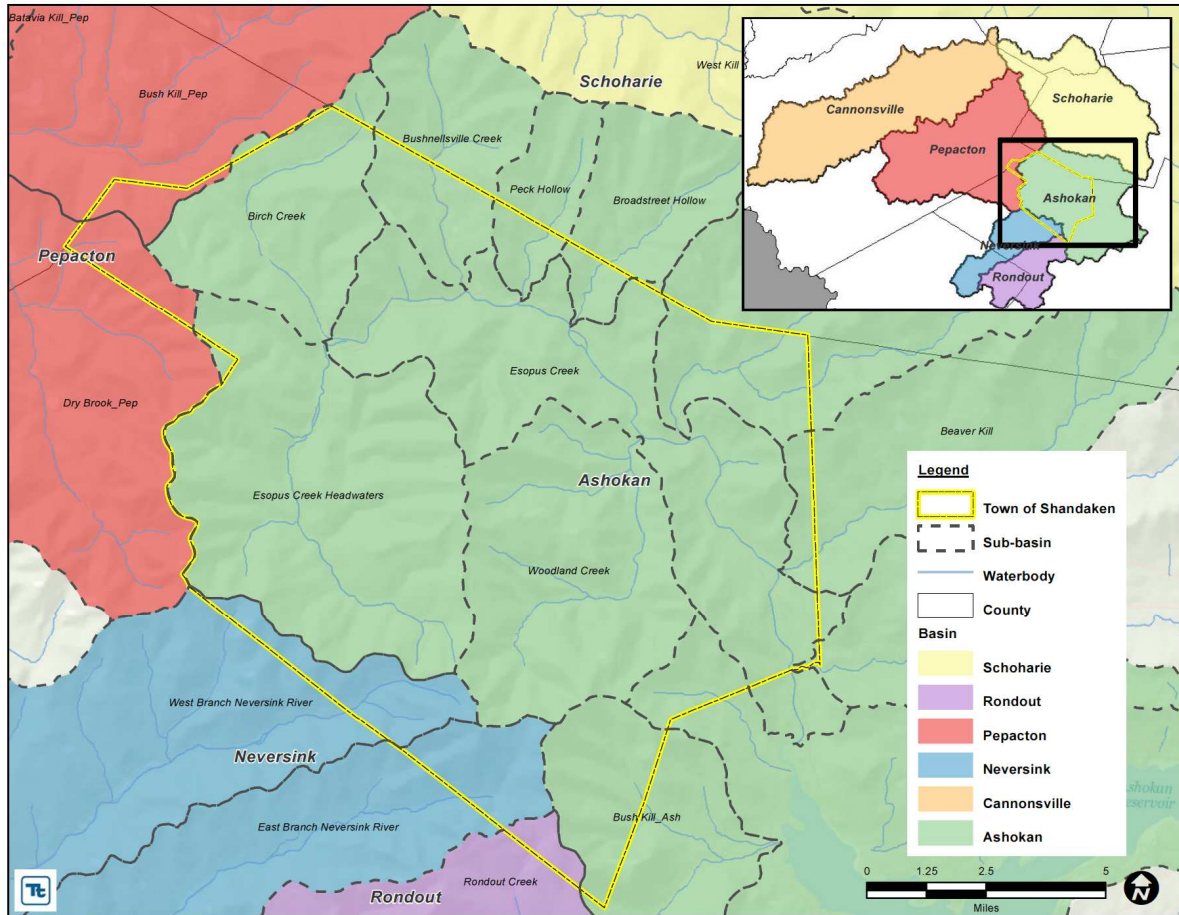 Batavia Kill_Pep
Bush Kill_Pep
Schoharie
West Kill
Bushnellsville Creek
Peck Hollow
Birch Creek
Broadstreet Hollow
Pepacton
Esopus Creek
Dry Brook_Pep
Beaver Kill
Ashokan
Esopus Creek Headwaters
Woodland Creek
West Branch Neversink River
Neversink
East Branch Neversink River
Bush Kill_Ash
Rondout Creek
Rondout
Tt
Cannonsville
Schoharie
Pepacton
Ashokan
Neversink
Rondout
Legend
Town of Shandaken
Sub-basin
Waterbody
County
Basin
Schoharie
Rondout
Pepacton
Neversink
Cannonsville
Ashokan
0 1.25 2.5 5
Miles
N